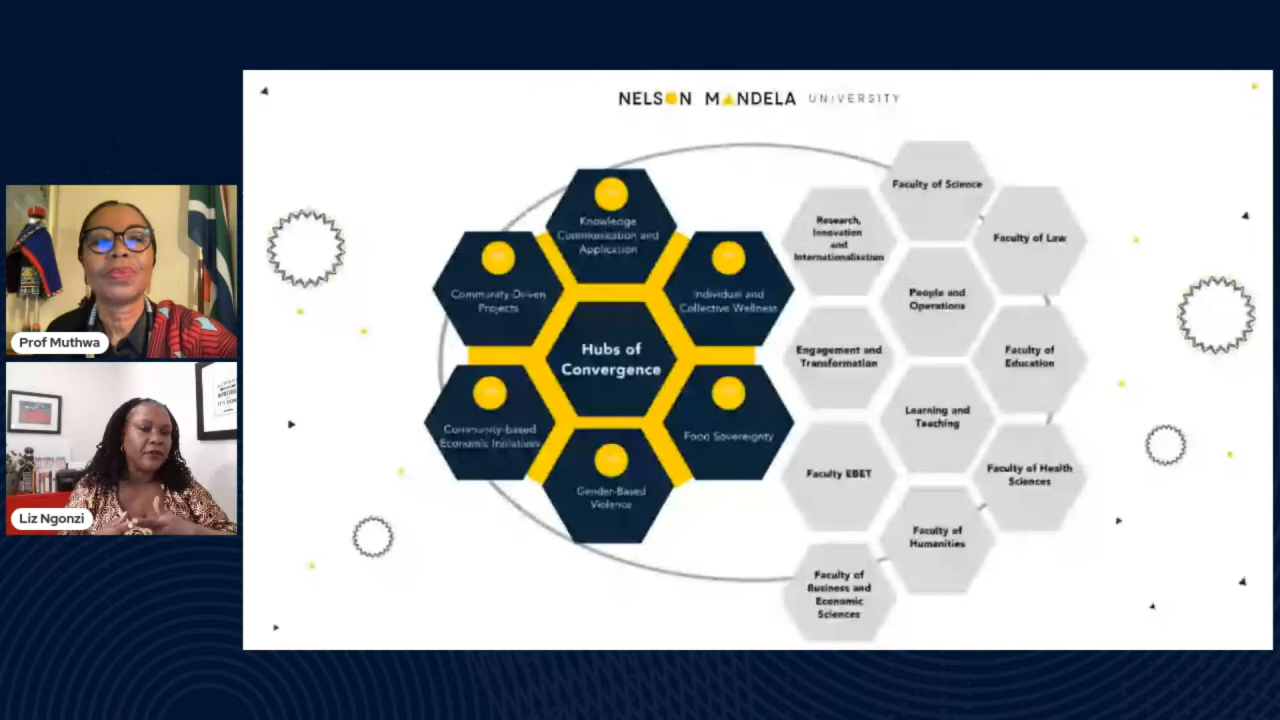 NELSON MANDELA UNIVERSITY
Prof Muthwa
Liz Ngonzi
Knowledge
Communication and
Application
Community-Driven
Projects
Individual and
Collective Wellness
Hubs of
Convergence
Community-based
Economic Initiatives
Food Sovereignty
Gender-Based
Violence
Faculty of Science
Research,
Innovation
and
Internationalisation
Faculty of Law
People and
Operations
Engagement and
Transformation
Faculty of
Education
Learning and
Teaching
Faculty EBET
Faculty of Health
Sciences
Faculty of
Humanities
Faculty of
Business and
Economic
Sciences